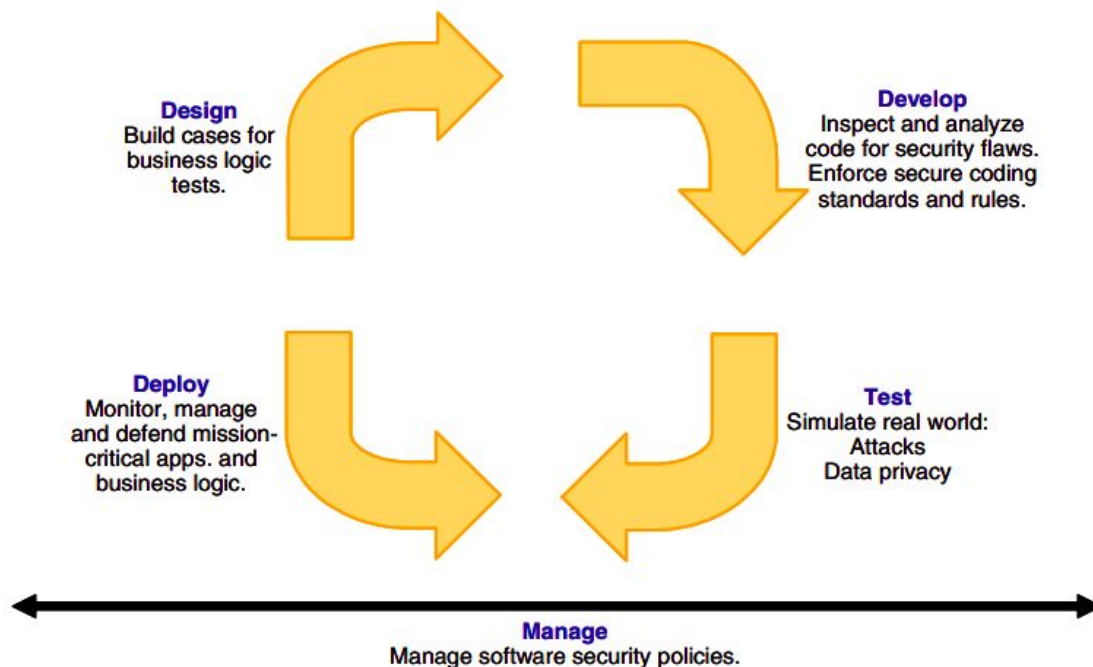 Design
Build cases for
business logic
tests.
Develop
Inspect and analyze
code for security flaws.
Enforce secure coding
standards and rules.
Deploy
Monitor, manage
and defend mission-
critical apps. and
business logic.
Test
Simulate real world:
Attacks
Data privacy
Manage
Manage software security policies.